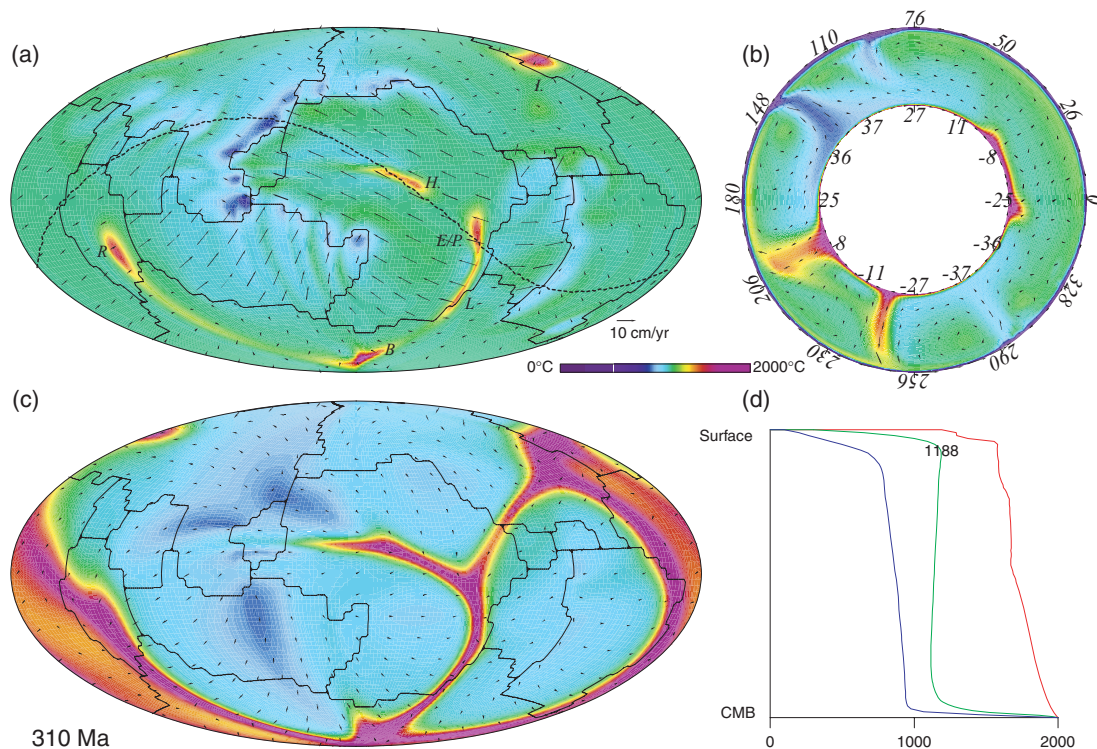 (a)
I.
H.
E/P.
R
L
B
10 cm/yr
0°C
2000°C
(b)
76
50
26
0
328
290
256
230
206
180
148
110
27
11
-8
-25
-36
-37
-27
-11
8
25
36
37
(c)
310 Ma
(d)
Surface
1188
CMB
0
1000
2000